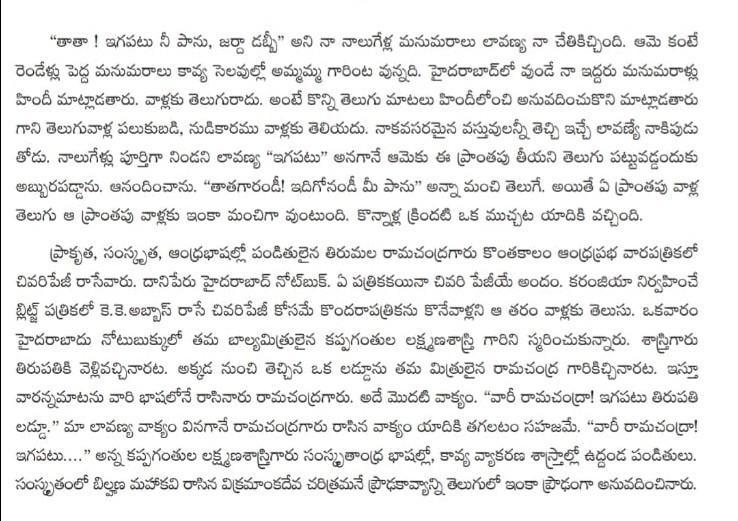 “తాతా ! ఇగపటు నీ పాను, జర్దా డబ్బీ” అని నా నాలుగేళ్ల మనుమరాలు లావణ్య నా చేతికిచ్చింది. ఆమె కంటే
రెండేళ్లు పెద్ద మనుమరాలు కావ్య సెలవుల్లో అమ్మమ్మ గారింట వున్నది. హైదరాబాద్‌లో వుండే నా ఇద్దరు మనుమరాళ్లు
హిందీ మాట్లాడతారు. వాళ్లకు తెలుగురాదు. అంటే కొన్ని తెలుగు మాటలు హిందీలోంచి అనువదించుకొని మాట్లాడతారు
గాని తెలుగువాళ్ల పలుకుబడి, నుడికారము వాళ్లకు తెలియదు. నాకవసరమైన వస్తువులన్నీ తెచ్చి ఇచ్చే లావణ్యే నాకిపుడు
తోడు. నాలుగేళ్లు పూర్తిగా నిండని లావణ్య “ఇగపటు” అనగానే ఆమెకు ఈ ప్రాంతపు తీయని తెలుగు పట్టువడ్డందుకు
అబ్బురపడ్డాను. ఆనందించాను. “తాతగారండీ! ఇదిగోనండీ మీ పాను” అన్నా మంచి తెలుగే. అయితే ఏ ప్రాంతపు వాళ్ల
తెలుగు ఆ ప్రాంతపు వాళ్లకు ఇంకా మంచిగా వుంటుంది. కొన్నాళ్ల క్రిందటి ఒక ముచ్చట యాదికి వచ్చింది.
ప్రాకృత, సంస్కృత, ఆంధ్రభాషల్లో పండితులైన తిరుమల రామచంద్రగారు కొంతకాలం ఆంధ్రప్రభ వారపత్రికలో
చివరిపేజీ రాసేవారు. దానిపేరు హైదరాబాద్ నోట్‌బుక్. ఏ పత్రికకయినా చివరి పేజీయే అందం. కరంజియా నిర్వహించే
బ్లిట్జ్ పత్రికలో కె.కె.అబ్బాస్ రాసే చివరిపేజీ కోసమే కొందరాపత్రికను కొనేవాళ్లని ఆ తరం వాళ్లకు తెలుసు. ఒకవారం
హైదరాబాదు నోటుబుక్కులో తమ బాల్యమిత్రులైన కప్పగంతుల లక్ష్మణశాస్త్రి గారిని స్మరించుకున్నారు. శాస్త్రిగారు
తిరుపతికి వెళ్లివచ్చినారట. అక్కడ నుంచి తెచ్చిన ఒక లడ్డూను తమ మిత్రులైన రామచంద్ర గారికిచ్చినారట. ఇస్తూ
వారన్నమాటను వారి భాషలోనే రాసినారు రామచంద్రగారు. అదే మొదటి వాక్యం. “వారీ రామచంద్రా! ఇగపటు తిరుపతి
లడ్డూ.” మా లావణ్య వాక్యం వినగానే రామచంద్రగారు రాసిన వాక్యం యాదికి తగలటం సహజమే. “వారీ రామచంద్రా!
ఇగపటు....” అన్న కప్పగంతుల లక్ష్మణశాస్త్రిగారు సంస్కృతాంధ్ర భాషల్లో, కావ్య వ్యాకరణ శాస్త్రాల్లో ఉద్దండ పండితులు.
సంస్కృతంలో బిల్హణ మహాకవి రాసిన విక్రమాంకదేవ చరిత్రమనే ప్రౌఢకావ్యాన్ని తెలుగులో ఇంకా ప్రౌఢంగా అనువదించినారు.